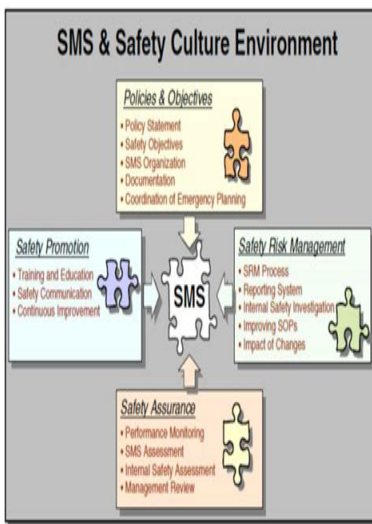 SMS & Safety Culture Environment
Policies & Objectives
• Policy Statement
• Safety Objectives
• SMS Organization
• Documentation
• Coordination of Emergency Planning
Safety Promotion
• Training and Education
• Safety Communication
• Continuous Improvement
SMS
Safety Risk Management
• SRM Process
• Reporting System
• Internal Safety Investigation
• Improving SOPs
• Impact of Changes
Safety Assurance
• Performance Monitoring
• SMS Assessment
• Internal Safety Assessment
• Management Review